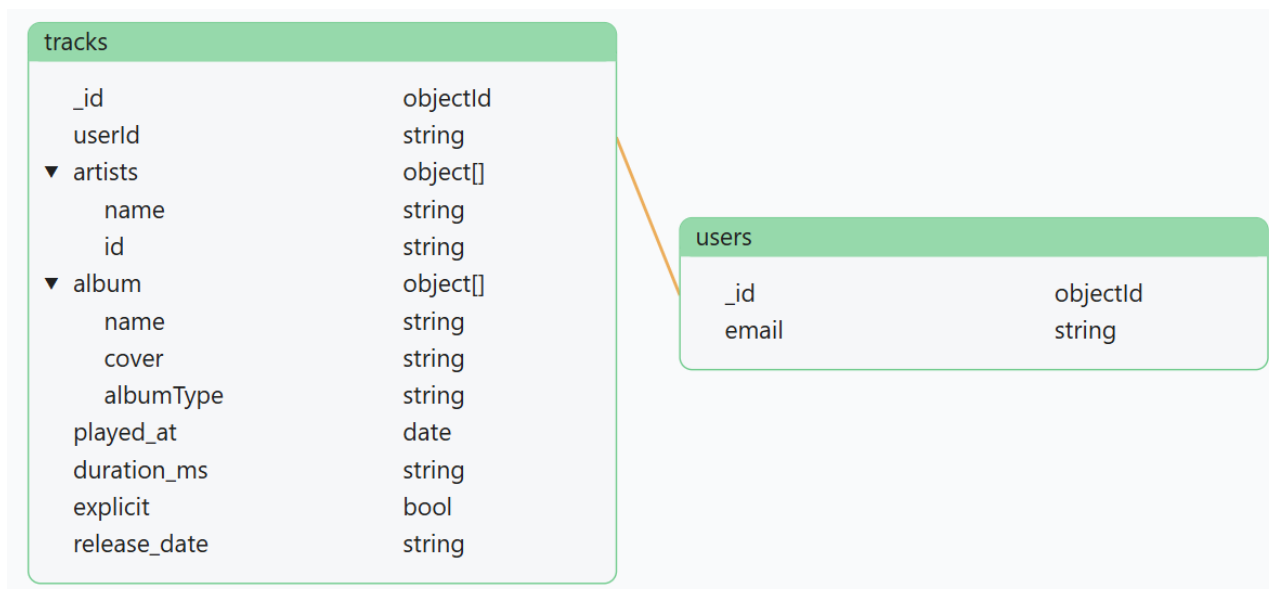 tracks
_id objectId
userId string
▼ artists object[]
name string
id string
▼ album object[]
name string
cover string
albumType string
played_at date
duration_ms string
explicit bool
release_date string
users
_id objectId
email string